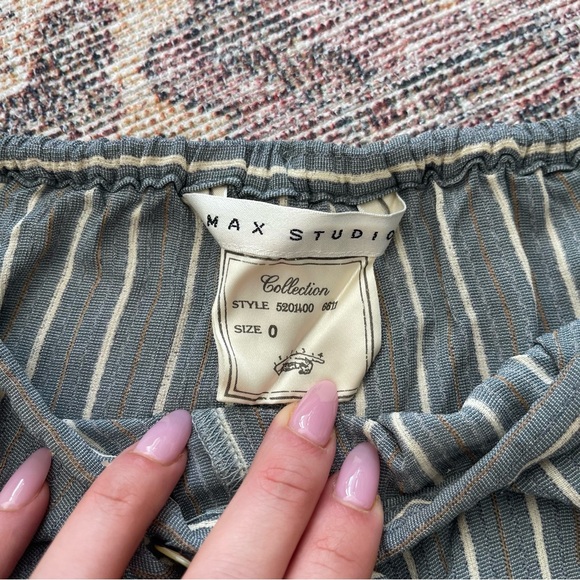 MAX STUDIO
Collection
STYLE 5201400
SIZE 0